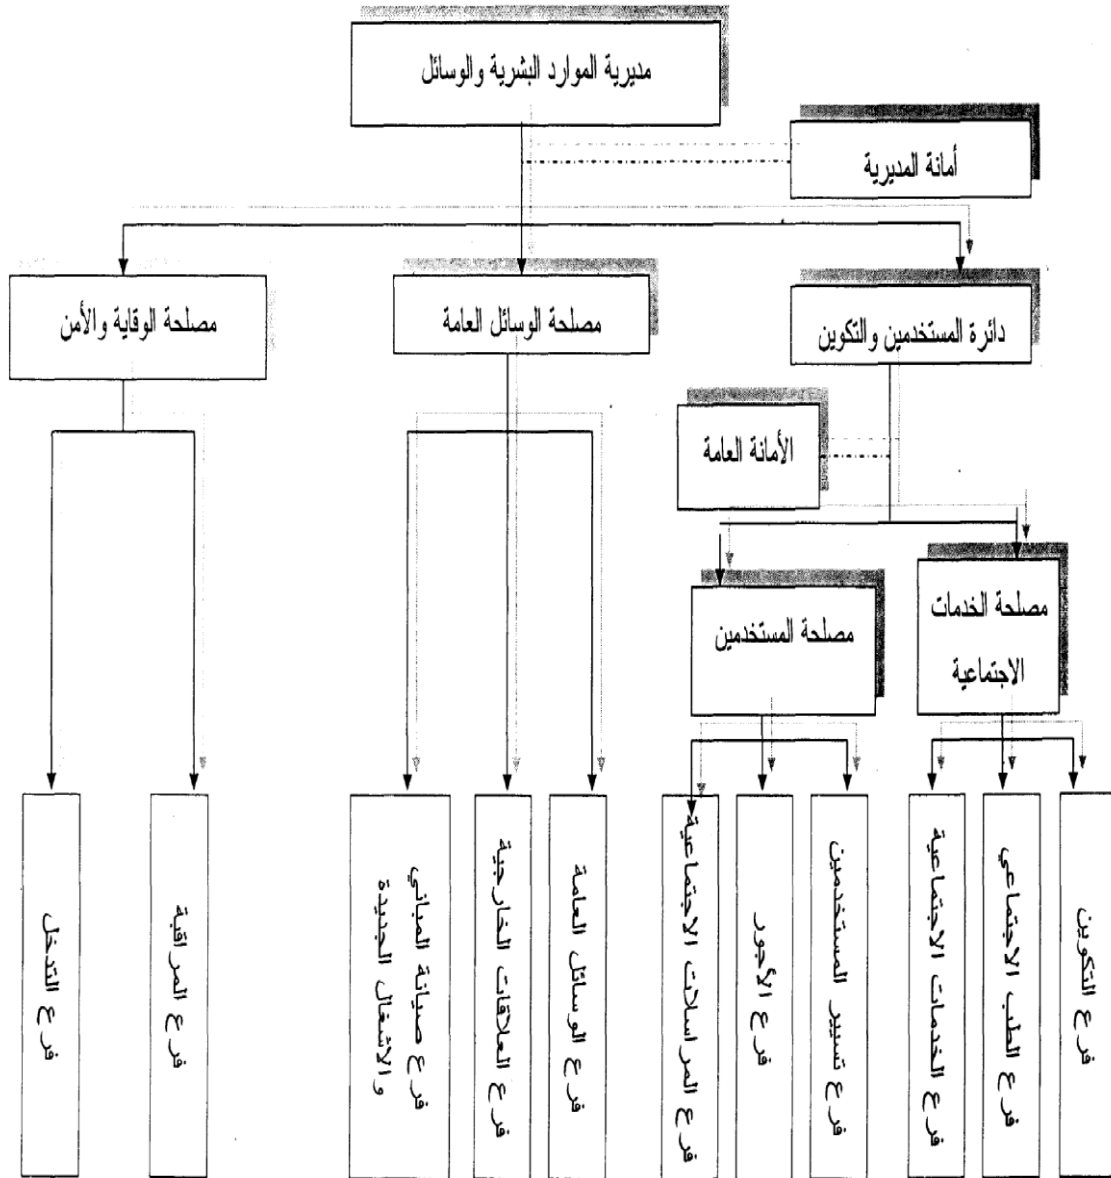 مديرية الموارد البشرية والوسائل
أمانة المديرية
دائرة المستخدمين والتكوين
مصلحة الوسائل العامة
مصلحة الوقاية والأمن
الأمانة العامة
مصلحة الخدمات
الاجتماعية
مصلحة المستخدمين
فرع التكوين
فرع الطب الاجتماعي
فرع الخدمات الاجتماعية
فرع تسيير المستخدمين
فرع الأجور
فرع المراسلات الاجتماعية
فرع الوسائل العامة
فرع العلاقات الخارجية
فرع صيانة المباني
والاشغال الجديدة
فرع المراقبة
فرع التدخل